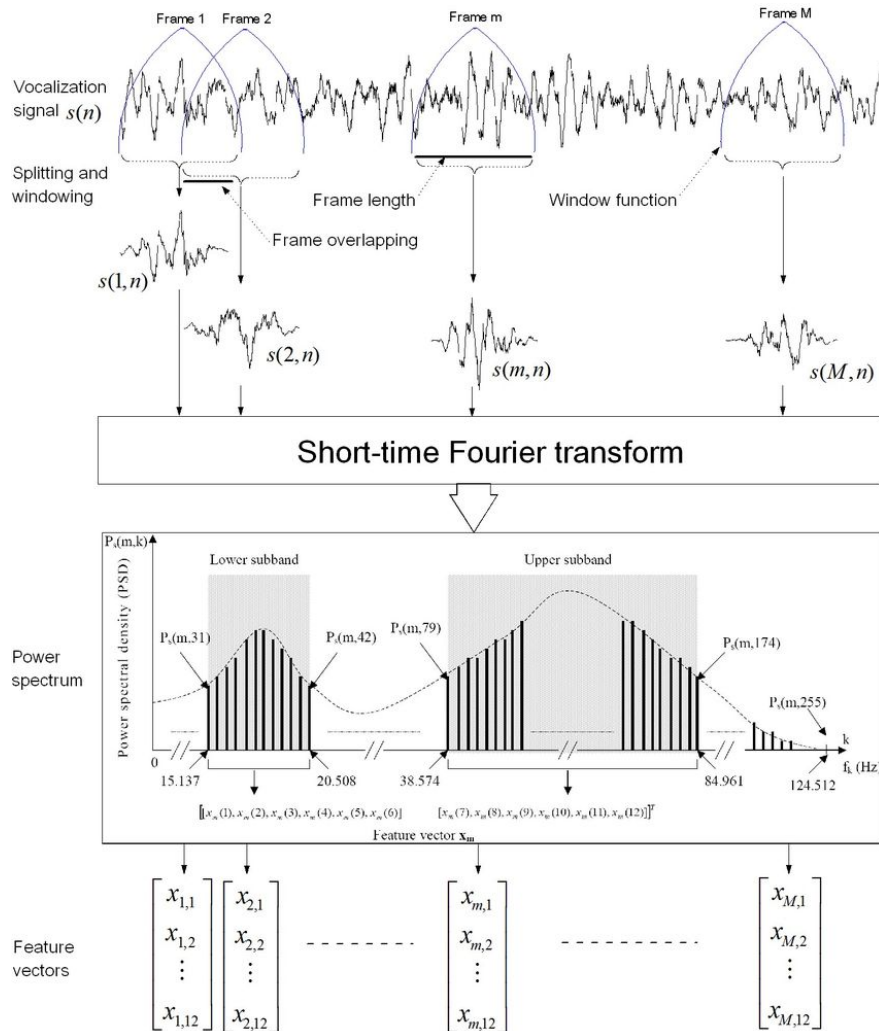 Frame 1
Frame 2
Frame m
Frame M
Vocalization
signal s(n)
Splitting and
windowing
Frame length
Window function
Frame overlapping
s(1,n)
s(2,n)
s(m,n)
s(M,n)
Short-time Fourier transform
Pₛ(m,k)
Power spectral density (PSD)
Lower subband
Upper subband
Pₛ(m,31)
Pₛ(m,42)
Pₛ(m,79)
Pₛ(m,174)
Pₛ(m,255)
Power
spectrum
k
0
15.137
20.508
38.574
84.961
124.512
fₖ (Hz)
[[xₘ(1), xₘ(2), xₘ(3), xₘ(4), xₘ(5), xₘ(6)]
[xₘ(7), xₘ(8), xₘ(9), xₘ(10), xₘ(11), xₘ(12)]]ᵀ
Feature vector xₘ
Feature
vectors
x₁,₁
x₁,₂
⋮
x₁,₁₂
x₂,₁
x₂,₂
⋮
x₂,₁₂
xₘ,₁
xₘ,₂
⋮
xₘ,₁₂
x_M,1
x_M,2
⋮
x_M,12